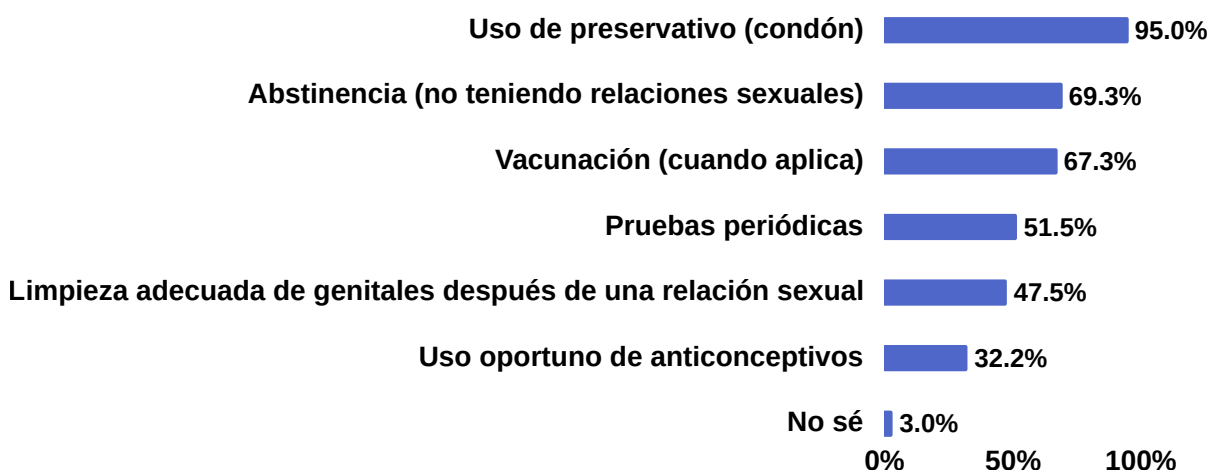 Uso de preservativo (condón) 95.0%
Abstinencia (no teniendo relaciones sexuales) 69.3%
Vacunación (cuando aplica) 67.3%
Pruebas periódicas 51.5%
Limpieza adecuada de genitales después de una relación sexual 47.5%
Uso oportuno de anticonceptivos 32.2%
No sé 3.0%
0% 50% 100%